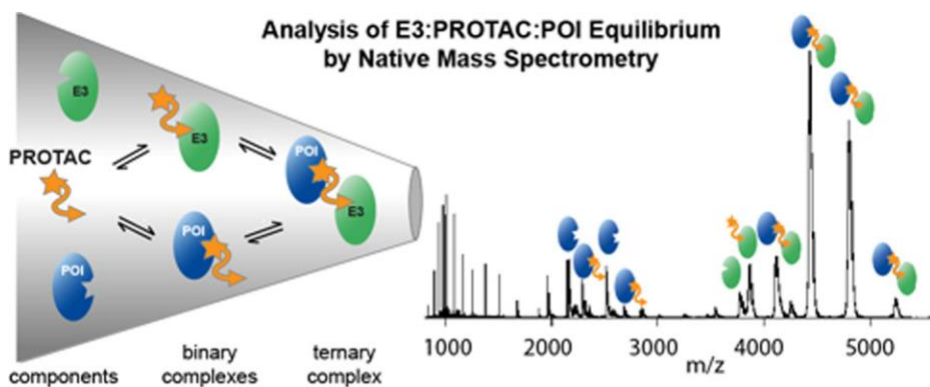 Analysis of E3:PROTAC:POI Equilibrium
by Native Mass Spectrometry
E3
PROTAC
POI
E3
POI
POI
E3
components
binary
complexes
ternary
complex
1000 2000 3000 4000 5000
m/z